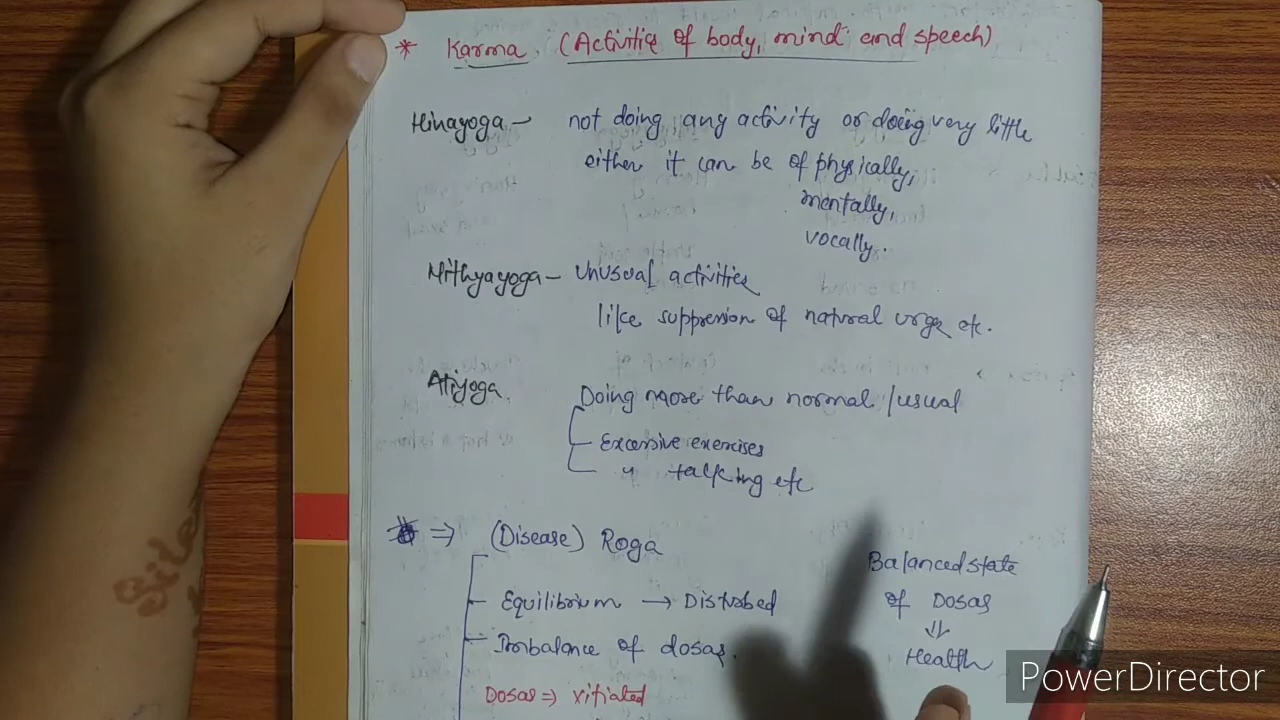 * Karma. (Activities of body, mind and speech)
Hinayoga - not doing any activity or doing very little
either it can be of physically,
mentally,
vocally.
Mithyayoga - Unusual activities
like suppression of natural urge etc.
Atiyoga Doing more than normal / usual
Excessive exercises
" talking etc
⇒ (Disease) Roga
Equilibrium → Disturbed
Imbalance of dosas.
Dosas ⇒ vitiated
Balanced state
of Dosas
⇓
Health
PowerDirector